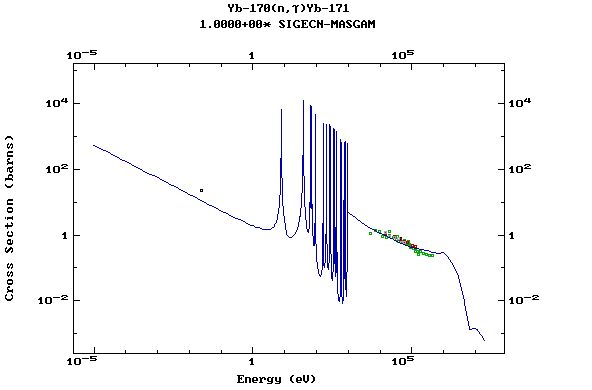 Yb-170(n,γ)Yb-171
1.0000+00* SIGECN-MASGAM
10⁻⁵ 1 10⁵
10⁴ 10⁴
10² 10²
1 1
10⁻² 10⁻²
10⁻⁵ 1 10⁵
Cross Section (barns)
Energy (eV)